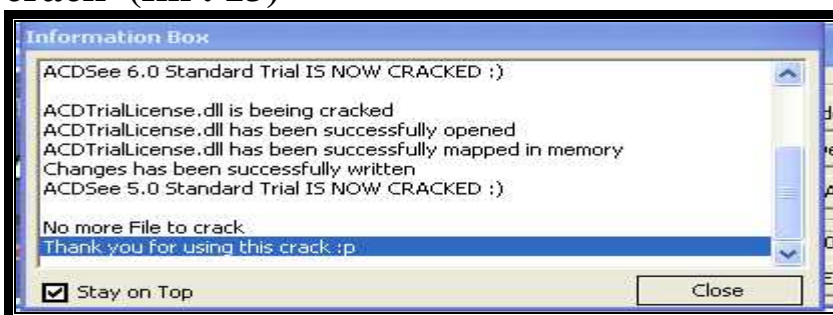 Information Box
ACDSee 6.0 Standard Trial IS NOW CRACKED :)
ACDTrialLicense.dll is beeing cracked
ACDTrialLicense.dll has been successfully opened
ACDTrialLicense.dll has been successfully mapped in memory
Changes has been successfully written
ACDSee 5.0 Standard Trial IS NOW CRACKED :)
No more File to crack
Thank you for using this crack :p
Stay on Top
Close